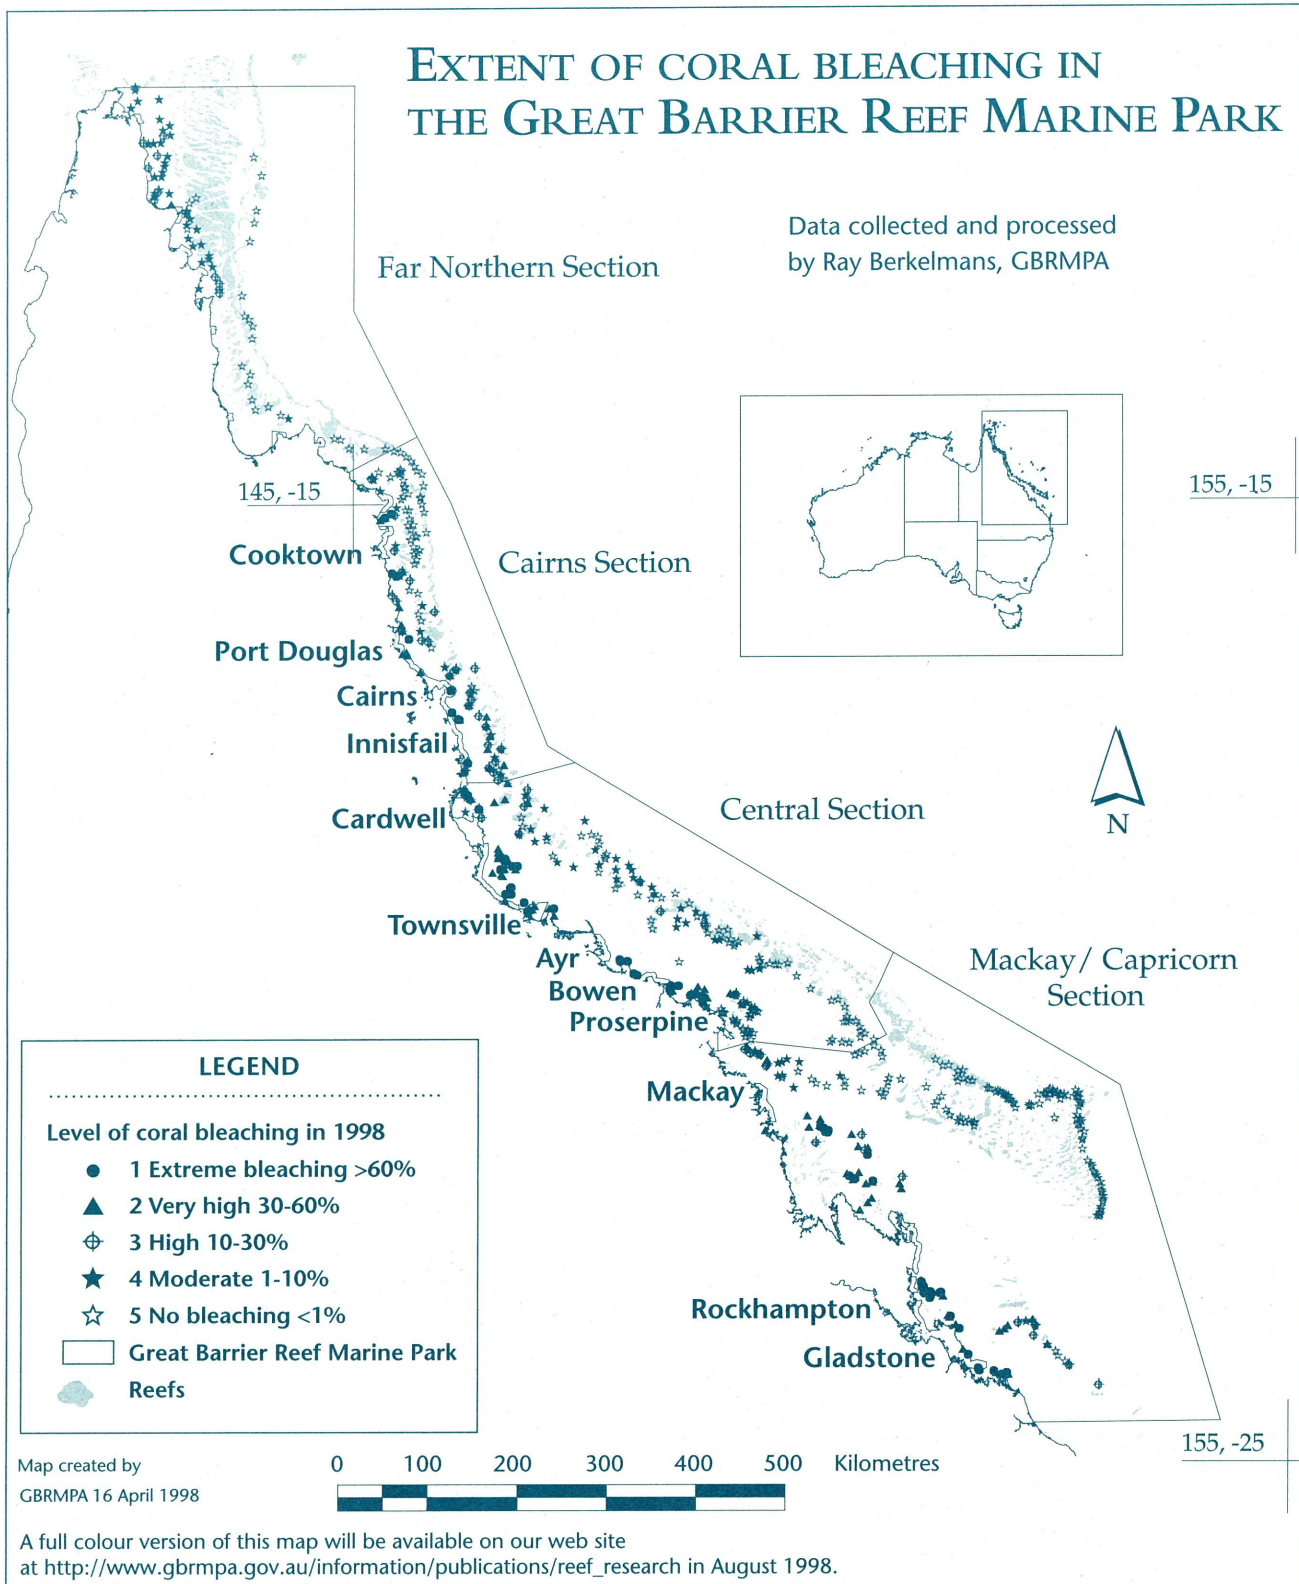 EXTENT OF CORAL BLEACHING IN
THE GREAT BARRIER REEF MARINE PARK
Data collected and processed
by Ray Berkelmans, GBRMPA
Far Northern Section
145, -15
155, -15
Cooktown
Cairns Section
Port Douglas
Cairns
Innisfail
Cardwell
Central Section
N
Townsville
Ayr
Bowen
Proserpine
Mackay/ Capricorn
Section
Mackay
Rockhampton
Gladstone
LEGEND
Level of coral bleaching in 1998
1 Extreme bleaching >60%
2 Very high 30-60%
3 High 10-30%
4 Moderate 1-10%
5 No bleaching <1%
Great Barrier Reef Marine Park
Reefs
155, -25
Map created by
GBRMPA 16 April 1998
0 100 200 300 400 500 Kilometres
A full colour version of this map will be available on our web site
at http://www.gbrmpa.gov.au/information/publications/reef_research in August 1998.